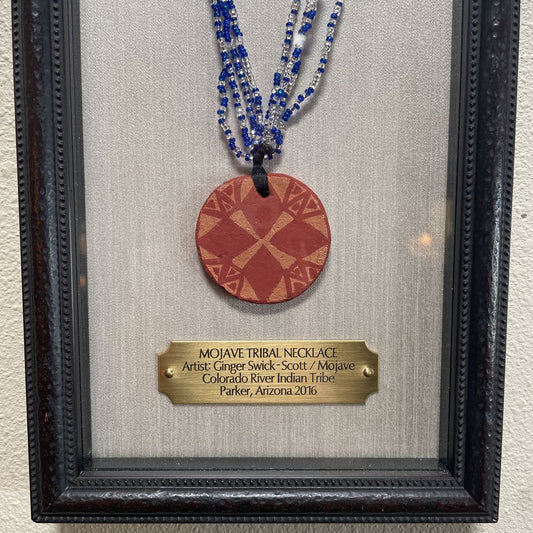 MOJAVE TRIBAL NECKLACE
Artist: Ginger Swick-Scott / Mojave
Colorado River Indian Tribe
Parker, Arizona 2016